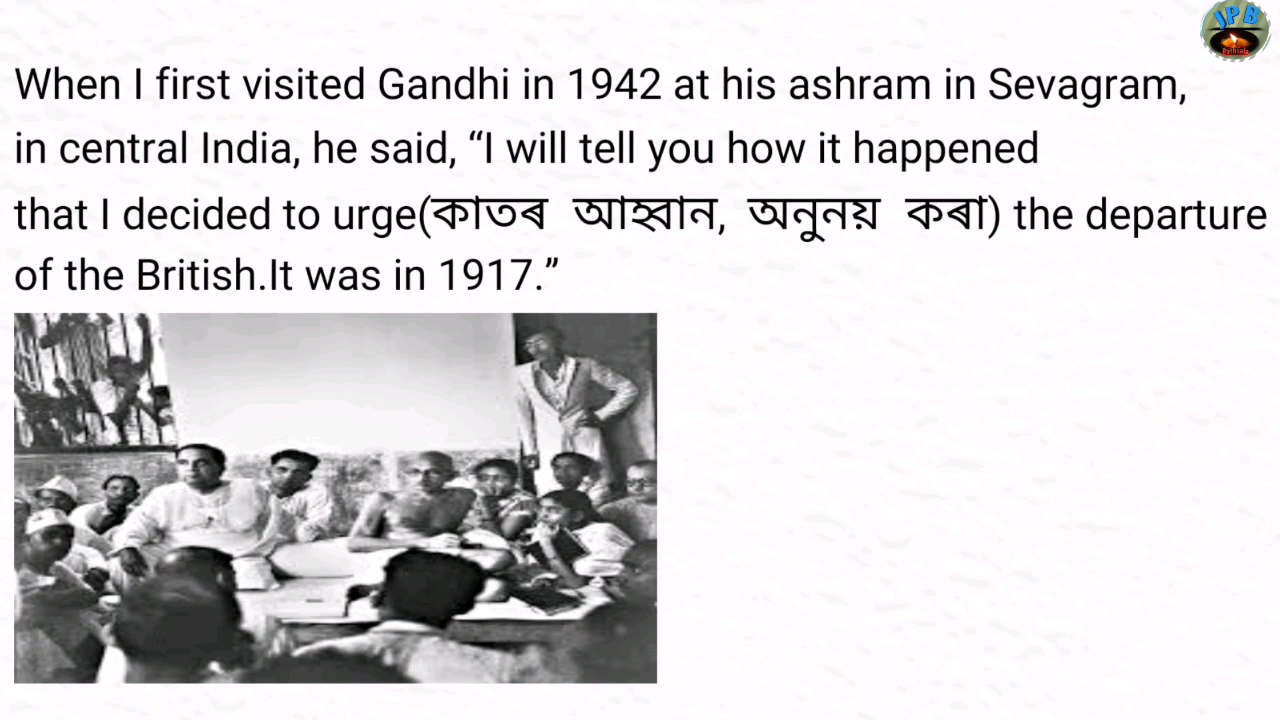 JPB
Pathsala
When I first visited Gandhi in 1942 at his ashram in Sevagram,
in central India, he said, “I will tell you how it happened
that I decided to urge(কাতৰ আহ্বান, অনুনয় কৰা) the departure
of the British.It was in 1917.”